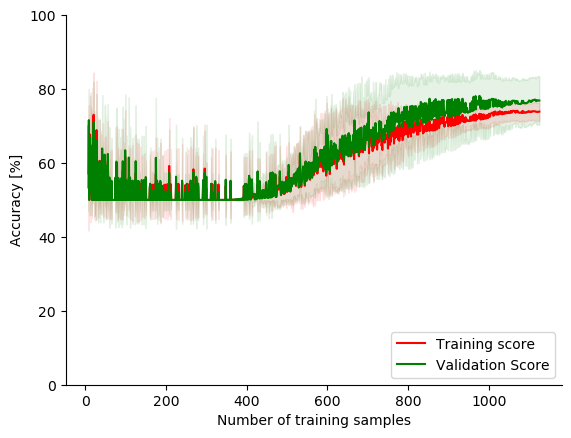 100
80
60
40
20
0
Accuracy [%]
0 200 400 600 800 1000
Number of training samples
Training score
Validation Score